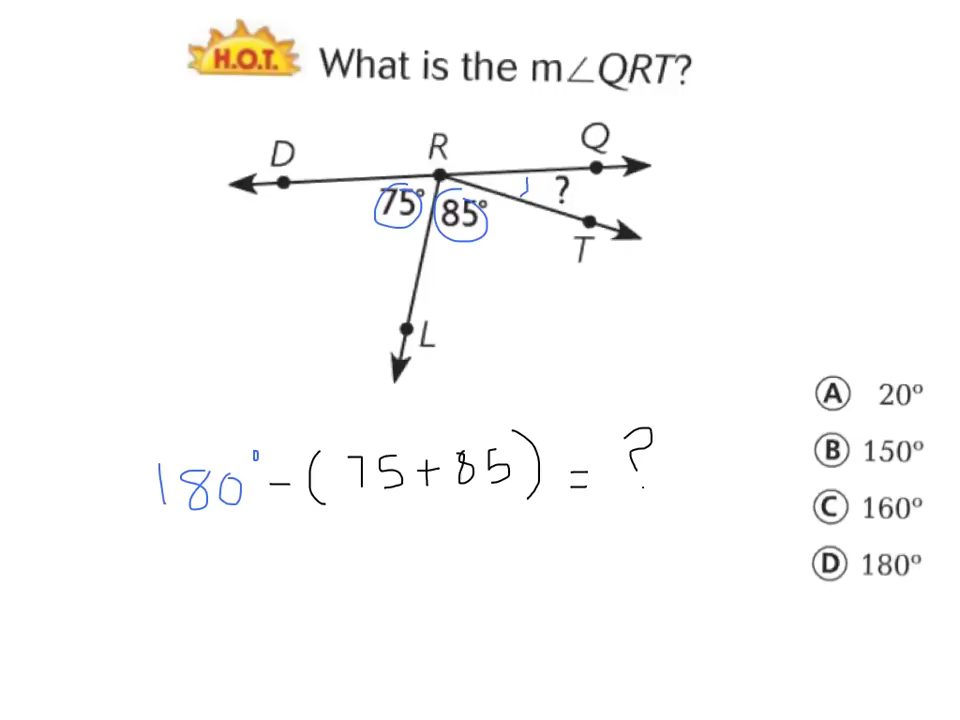 H.O.T. What is the m∠QRT?
D R Q
75° 85° ?
T
L
A 20°
B 150°
180° - (75+85) = ?
C 160°
D 180°